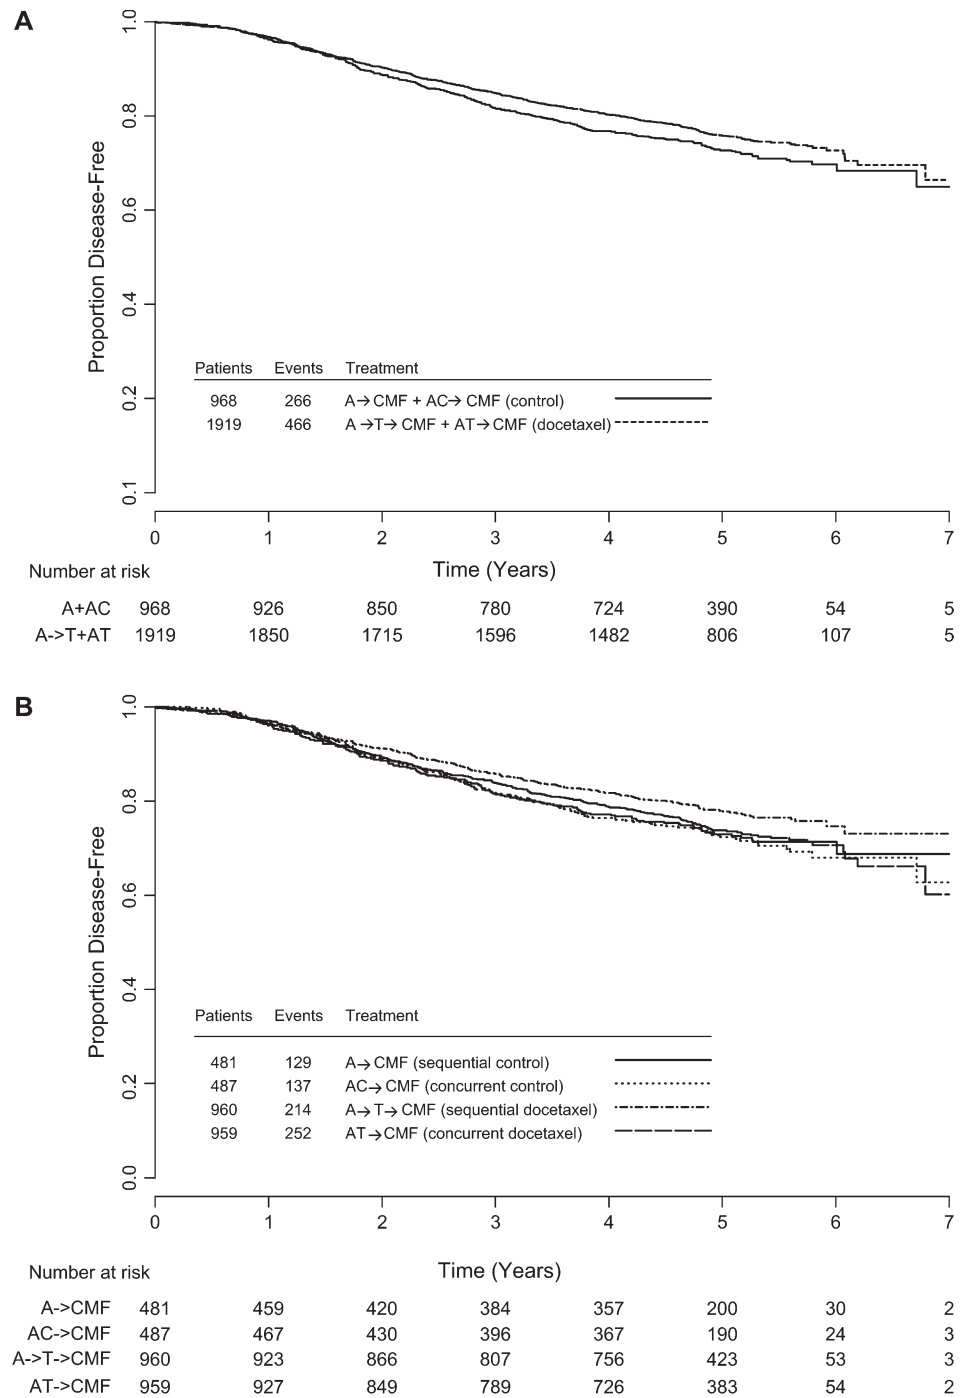 A
1.0
0.8
0.6
0.4
0.2
0.1
Proportion Disease-Free
Patients Events Treatment
968 266 A→CMF + AC→ CMF (control)
1919 466 A →T→ CMF + AT→CMF (docetaxel)
0 1 2 3 4 5 6 7
Time (Years)
Number at risk
A+AC 968 926 850 780 724 390 54 5
A->T+AT 1919 1850 1715 1596 1482 806 107 5
B
1.0
0.8
0.6
0.4
0.2
0.0
Proportion Disease-Free
Patients Events Treatment
481 129 A→CMF (sequential control)
487 137 AC→CMF (concurrent control)
960 214 A→T→CMF (sequential docetaxel)
959 252 AT→CMF (concurrent docetaxel)
0 1 2 3 4 5 6 7
Time (Years)
Number at risk
A->CMF 481 459 420 384 357 200 30 2
AC->CMF 487 467 430 396 367 190 24 3
A->T->CMF 960 923 866 807 756 423 53 3
AT->CMF 959 927 849 789 726 383 54 2